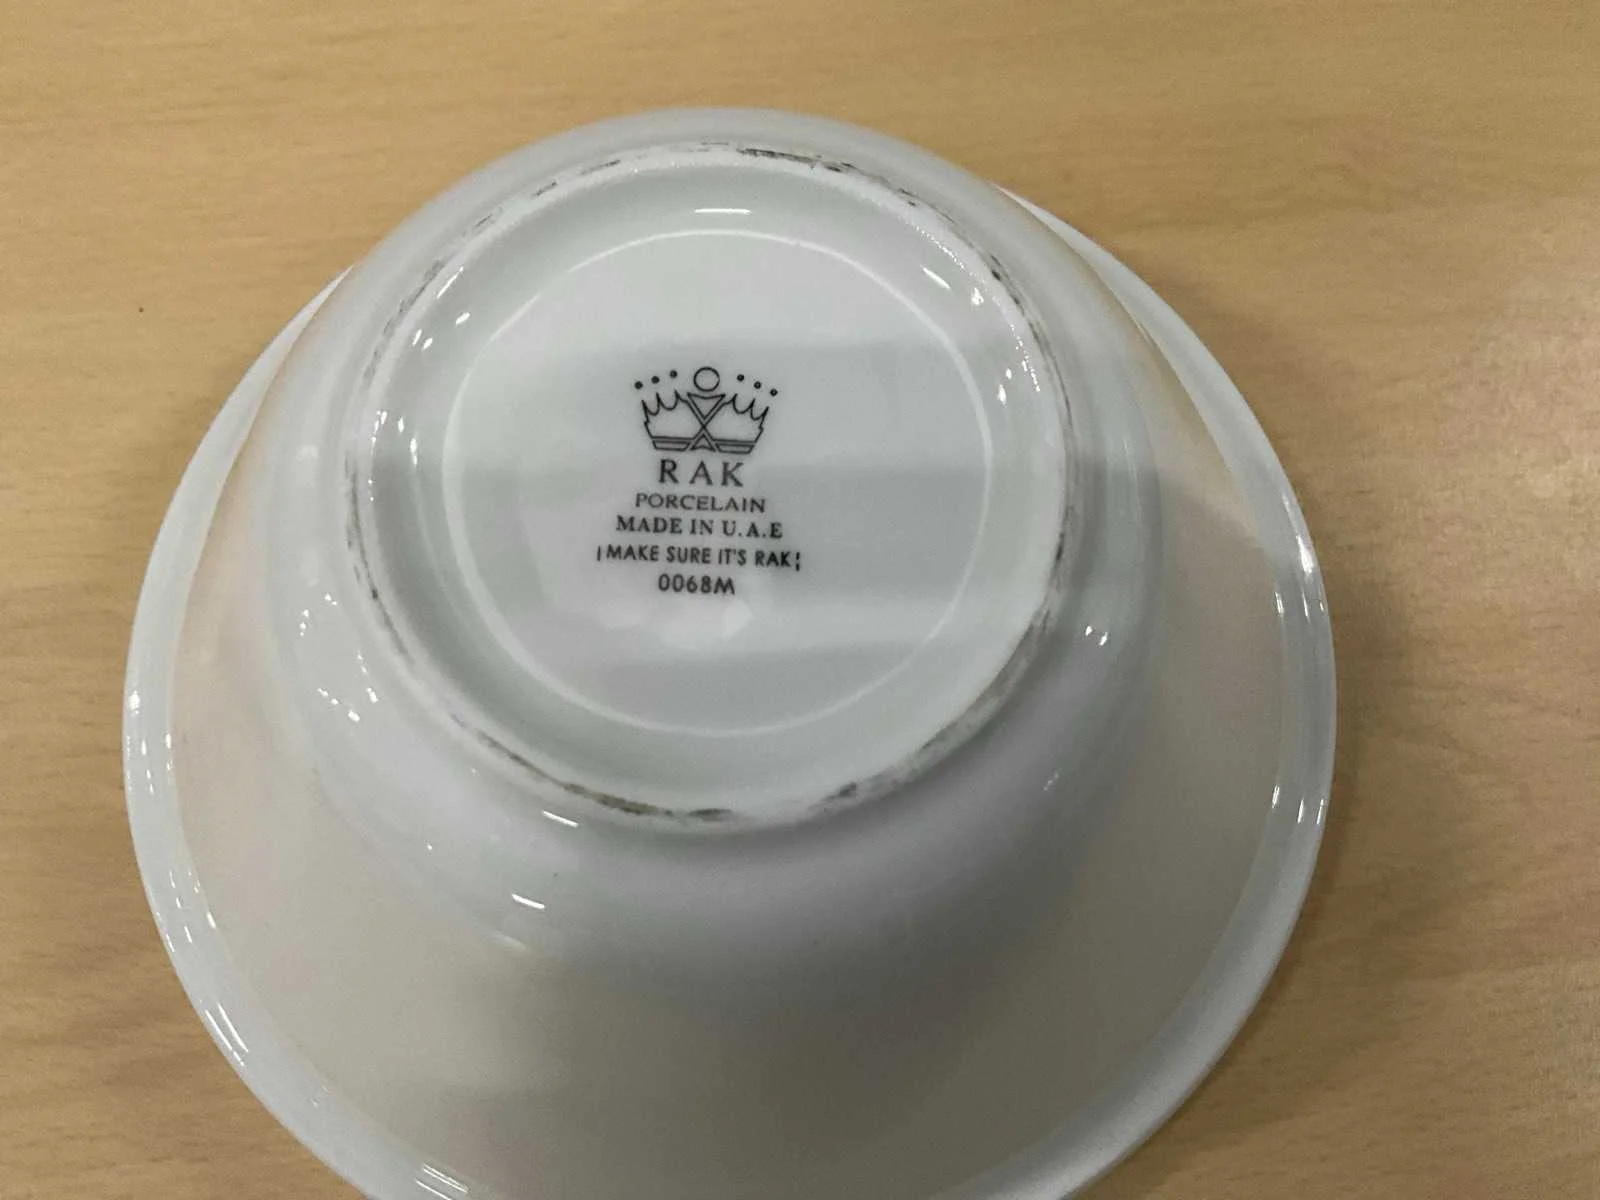 RAK
PORCELAIN
MADE IN U.A.E
¡MAKE SURE IT'S RAK!
0068M